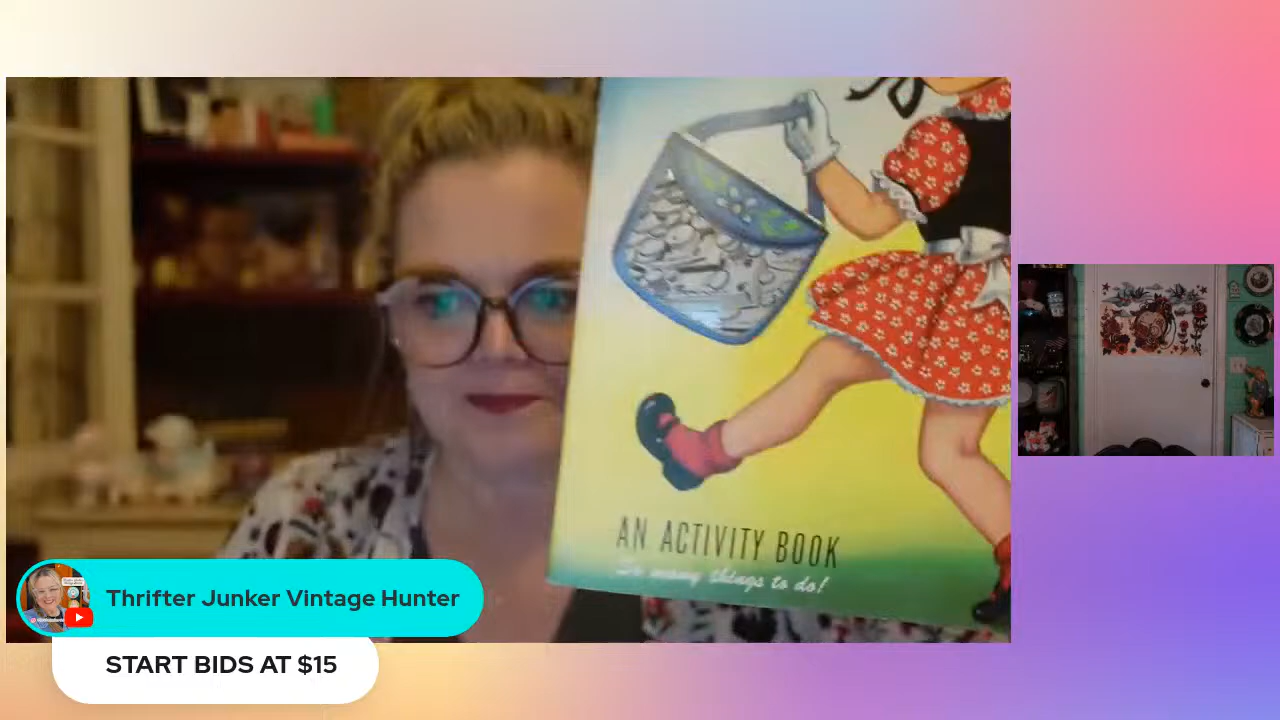 AN ACTIVITY BOOK
So many things to do!
Thrifter Junker Vintage Hunter
START BIDS AT $15